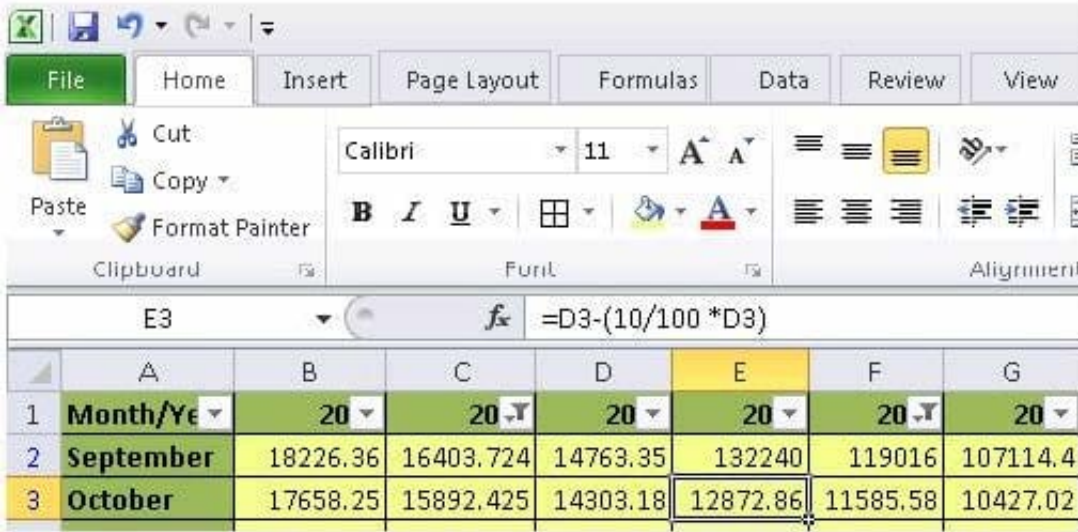 File Home Insert Page Layout Formulas Data Review View
Cut
Copy
Paste
Format Painter
Calibri 11 A A
B I U A
Clipboard Font Alignment
E3 fx =D3-(10/100 *D3)
A B C D E F G
1 Month/Ye 20 20 20 20 20 20
2 September 18226.36 16403.724 14763.35 132240 119016 107114.4
3 October 17658.25 15892.425 14303.18 12872.86 11585.58 10427.02